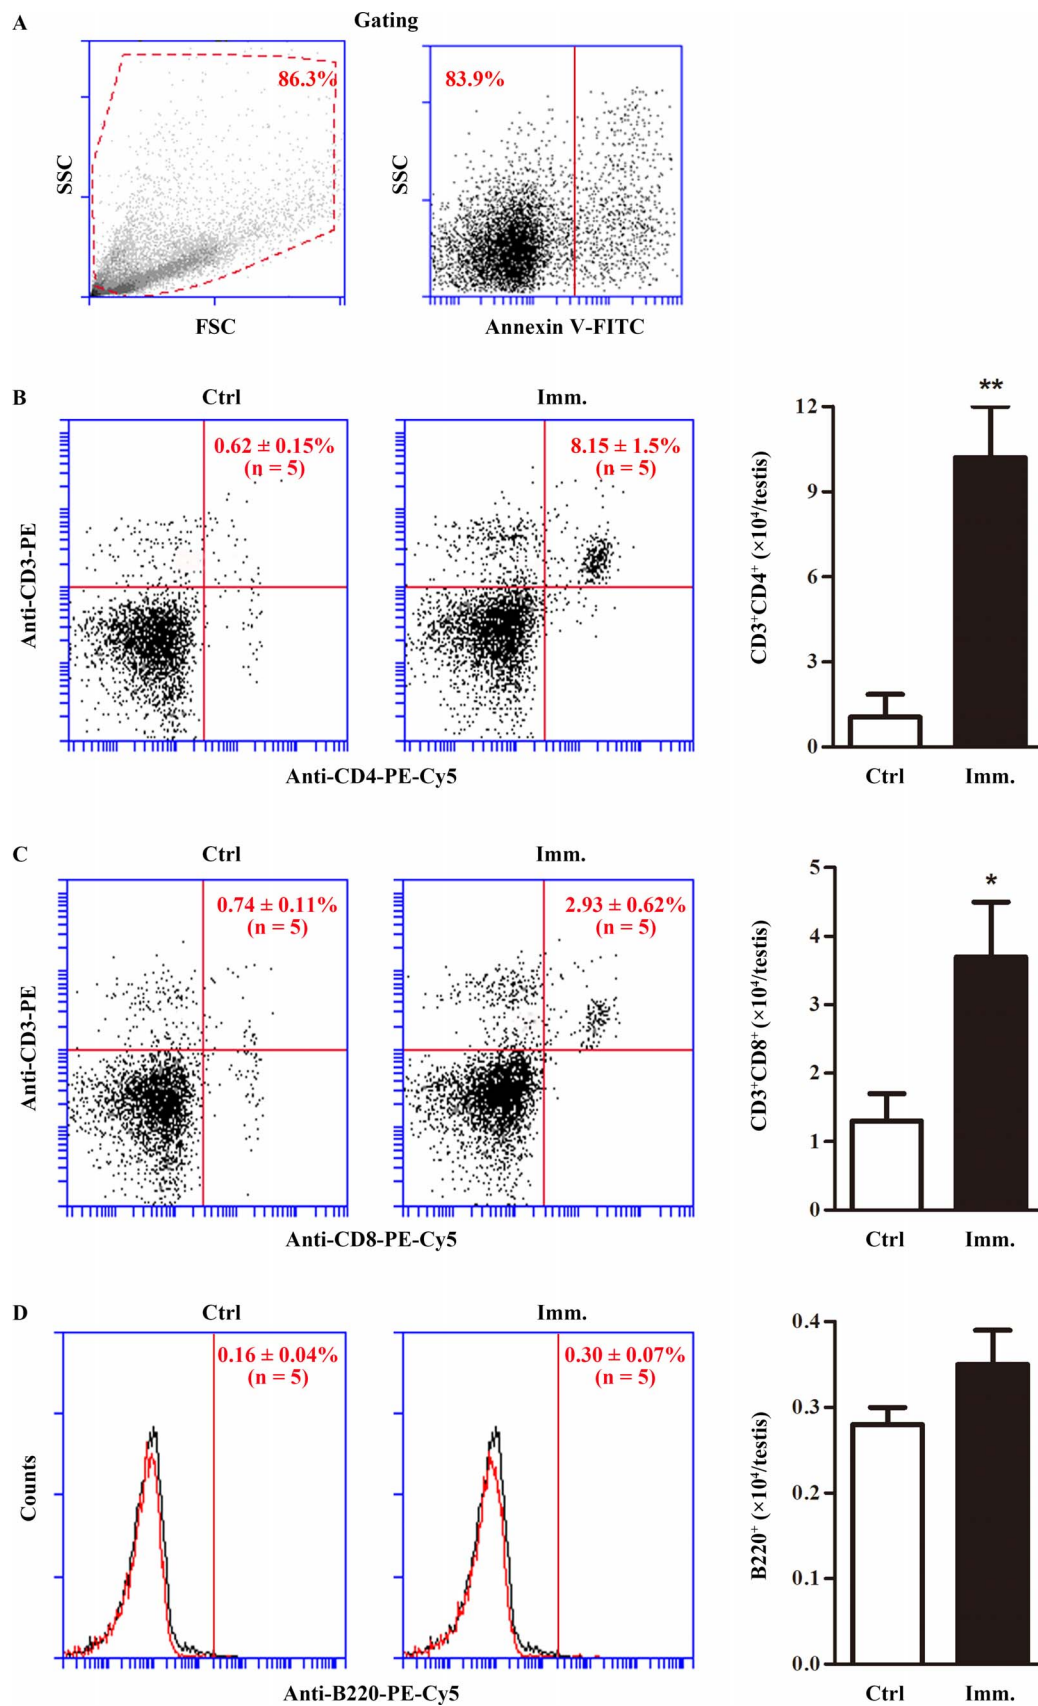 A
Gating
86.3%
83.9%
SSC
SSC
FSC
Annexin V-FITC
B
Ctrl
Imm.
0.62 ± 0.15%
(n = 5)
8.15 ± 1.5%
(n = 5)
Anti-CD3-PE
Anti-CD4-PE-Cy5
CD3⁺CD4⁺ (×10⁴/testis)
12
9
6
3
0
**
Ctrl
Imm.
C
Ctrl
Imm.
0.74 ± 0.11%
(n = 5)
2.93 ± 0.62%
(n = 5)
Anti-CD3-PE
Anti-CD8-PE-Cy5
CD3⁺CD8⁺ (×10⁴/testis)
5
4
3
2
1
0
*
Ctrl
Imm.
D
Ctrl
Imm.
0.16 ± 0.04%
(n = 5)
0.30 ± 0.07%
(n = 5)
Counts
Anti-B220-PE-Cy5
B220⁺ (×10⁴/testis)
0.4
0.3
0.2
0.1
0.0
Ctrl
Imm.